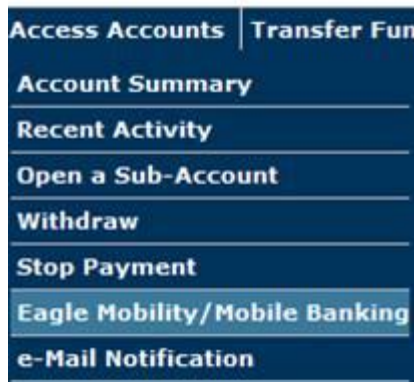 Access Accounts Transfer Fun
Account Summary
Recent Activity
Open a Sub-Account
Withdraw
Stop Payment
Eagle Mobility/Mobile Banking
e-Mail Notification